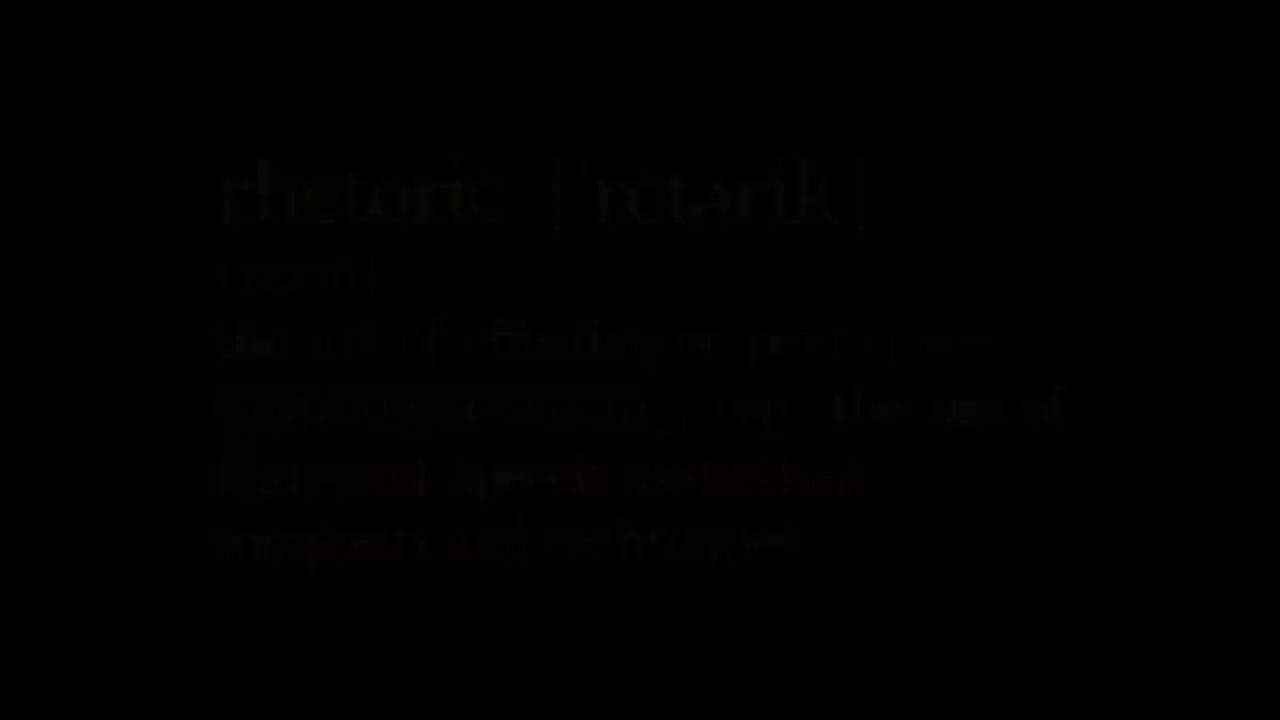 rhetoric |ˈretərik|
(noun)
the art of effective or persuasive
speaking or writing, esp. the use of
figures of speech and other
and techniques